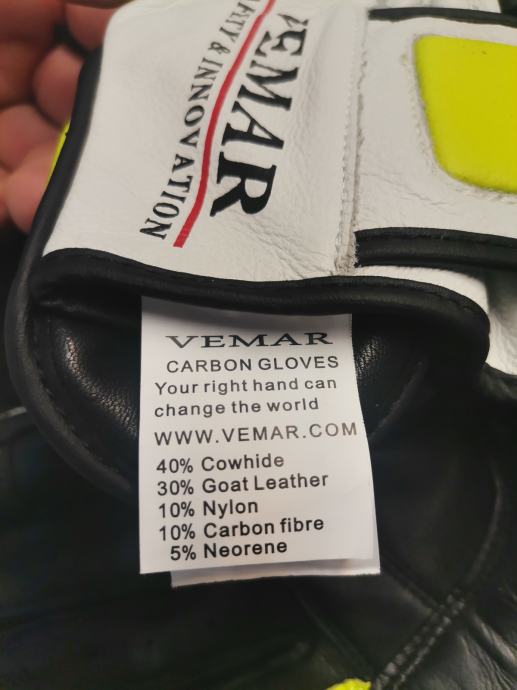 VEMAR
& INNOVATION
VEMAR
CARBON GLOVES
Your right hand can
change the world
WWW.VEMAR.COM
40% Cowhide
30% Goat Leather
10% Nylon
10% Carbon fibre
5% Neorene